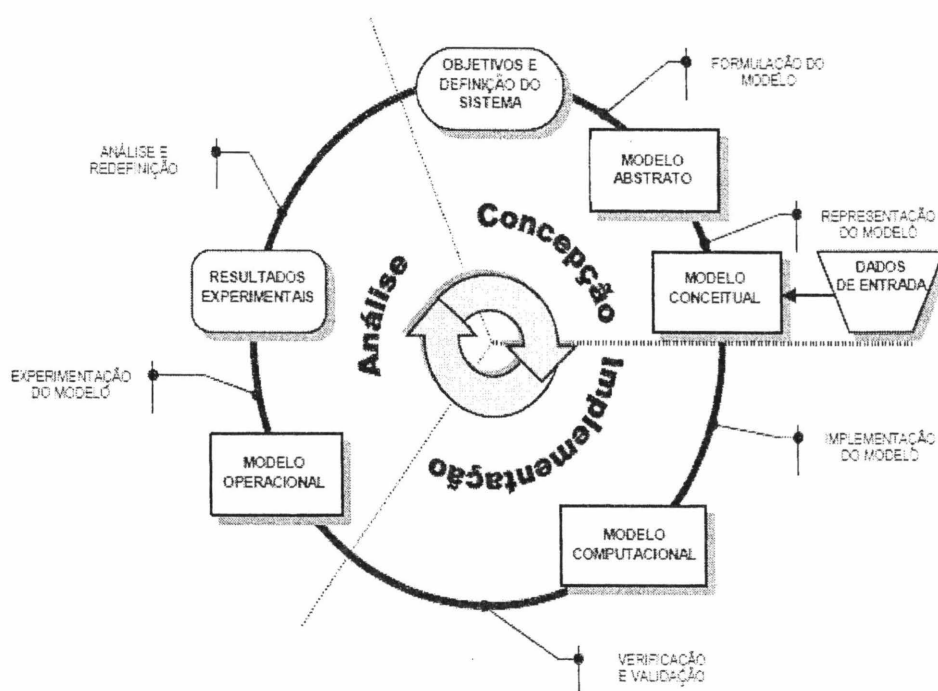 OBJETIVOS E
DEFINIÇÃO DO
SISTEMA
FORMULAÇÃO DO
MODELO
MODELO
ABSTRATO
REPRESENTAÇÃO
DO MODELO
MODELO
CONCEITUAL
DADOS
DE ENTRADA
Concepção
IMPLEMENTAÇÃO
DO MODELO
Implementação
MODELO
COMPUTACIONAL
VERIFICAÇÃO
E VALIDAÇÃO
MODELO
OPERACIONAL
EXPERIMENTAÇÃO
DO MODELO
Análise
RESULTADOS
EXPERIMENTAIS
ANÁLISE E
REDEFINIÇÃO